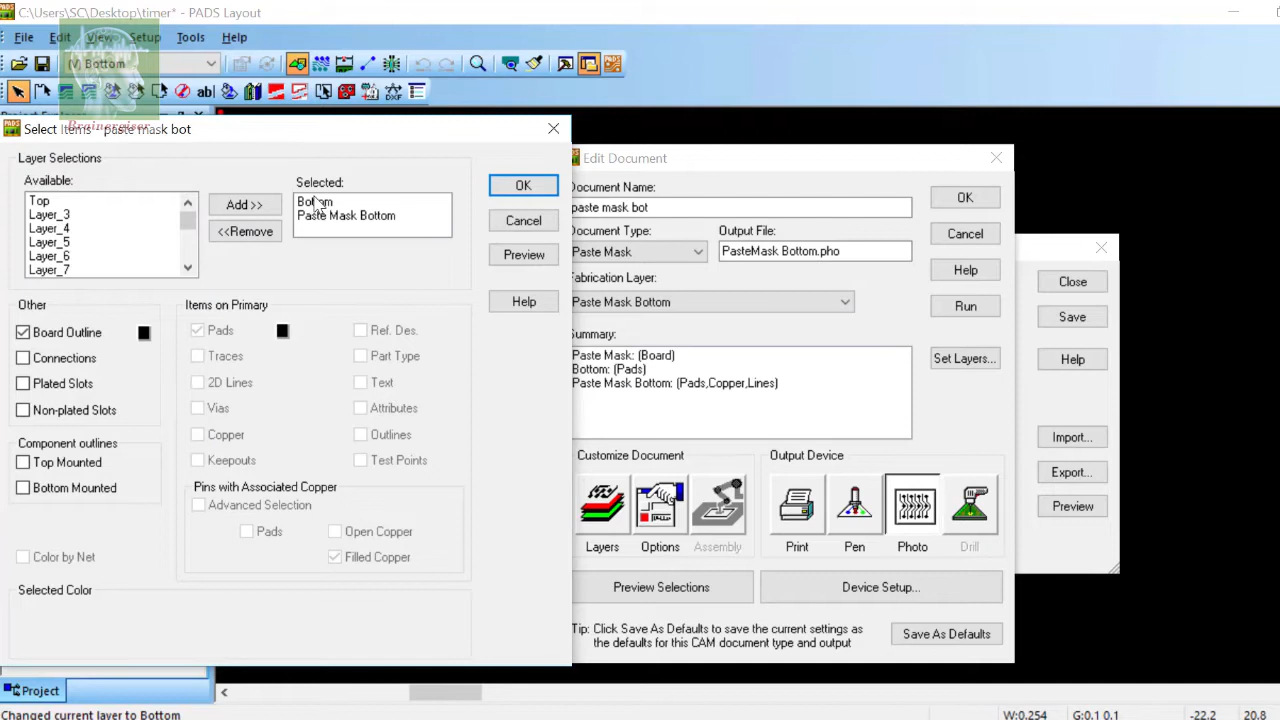 C:\Users\SC\Desktop\timer* - PADS Layout
File Edit View Setup Tools Help
(V) Bottom
ab|
DXF
Brainergiser
Select Items - paste mask bot
Layer Selections
Available:
Top
Layer_3
Layer_4
Layer_5
Layer_6
Layer_7
Add >>
<<Remove
Selected:
Bottom
Paste Mask Bottom
OK
Cancel
Preview
Help
Other
Board Outline
Connections
Plated Slots
Non-plated Slots
Component outlines
Top Mounted
Bottom Mounted
Color by Net
Items on Primary
Pads
Traces
2D Lines
Vias
Copper
Keepouts
Ref. Des.
Part Type
Text
Attributes
Outlines
Test Points
Pins with Associated Copper
Advanced Selection
Pads
Open Copper
Filled Copper
Selected Color
Edit Document
Document Name:
paste mask bot
Document Type:
Paste Mask
Output File:
PasteMask Bottom.pho
Fabrication Layer:
Paste Mask Bottom
Summary:
Paste Mask: (Board)
Bottom: (Pads)
Paste Mask Bottom: (Pads,Copper,Lines)
OK
Cancel
Help
Run
Set Layers...
Customize Document
Layers
Options
Assembly
Output Device
Print
Pen
Photo
Drill
Preview Selections
Device Setup...
Tip: Click Save As Defaults to save the current settings as
the defaults for this CAM document type and output
Save As Defaults
Close
Save
Help
Import...
Export...
Preview
Project
Changed current layer to Bottom
W:0.254
G:0.1 0.1
-22.2
20.8